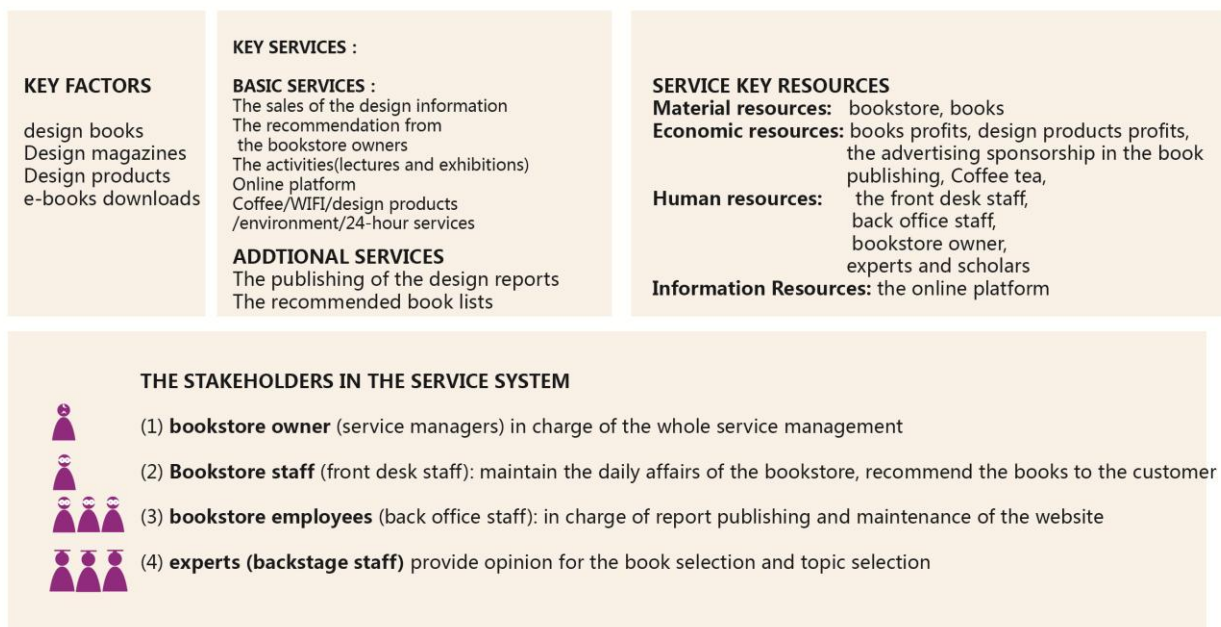 KEY FACTORS
design books
Design magazines
Design products
e-books downloads
KEY SERVICES :
BASIC SERVICES :
The sales of the design information
The recommendation from
the bookstore owners
The activities(lectures and exhibitions)
Online platform
Coffee/WIFI/design products
/environment/24-hour services
ADDTIONAL SERVICES
The publishing of the design reports
The recommended book lists
SERVICE KEY RESOURCES
Material resources: bookstore, books
Economic resources: books profits, design products profits,
the advertising sponsorship in the book
publishing, Coffee tea,
Human resources: the front desk staff,
back office staff,
bookstore owner,
experts and scholars
Information Resources: the online platform
THE STAKEHOLDERS IN THE SERVICE SYSTEM
(1) bookstore owner (service managers) in charge of the whole service management
(2) Bookstore staff (front desk staff): maintain the daily affairs of the bookstore, recommend the books to the customer
(3) bookstore employees (back office staff): in charge of report publishing and maintenance of the website
(4) experts (backstage staff) provide opinion for the book selection and topic selection